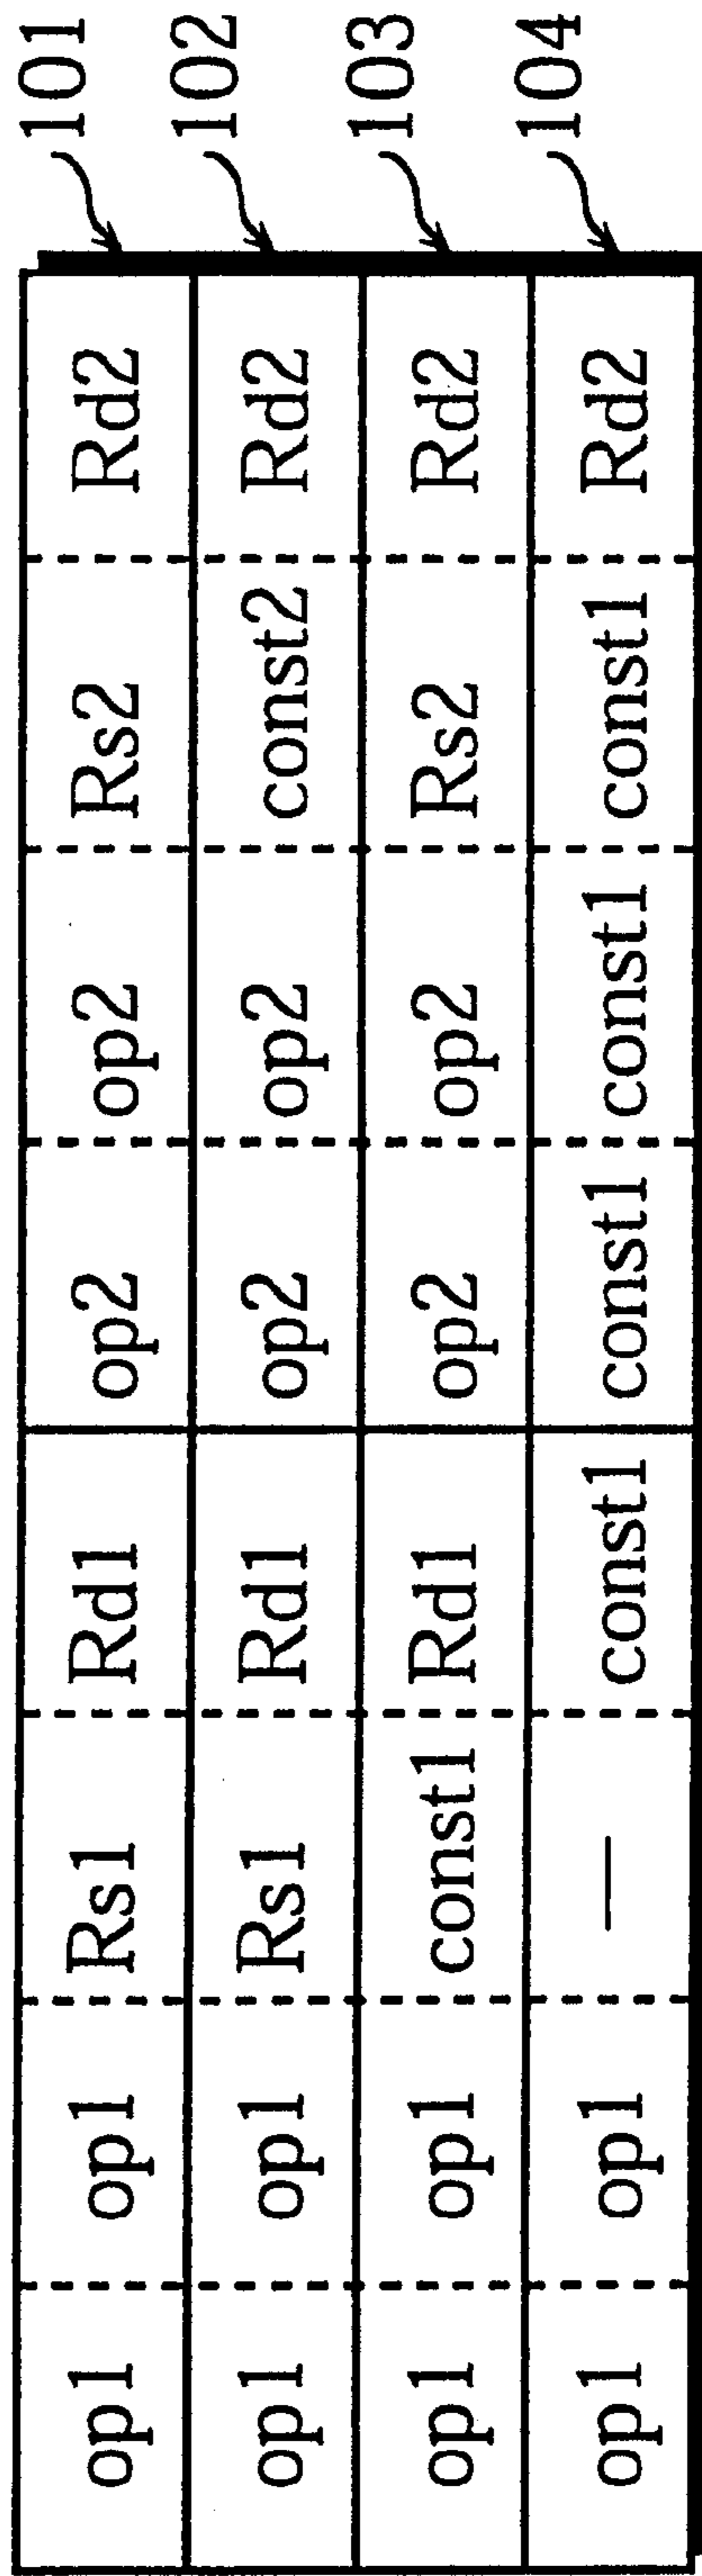 op1 op1 Rs1 Rd1 op2 op2 Rs2 Rd2 101
op1 op1 Rs1 Rd1 op2 op2 const2 Rd2 102
op1 op1 const1 Rd1 op2 op2 Rs2 Rd2 103
op1 op1 — const1 const1 const1 const1 Rd2 104